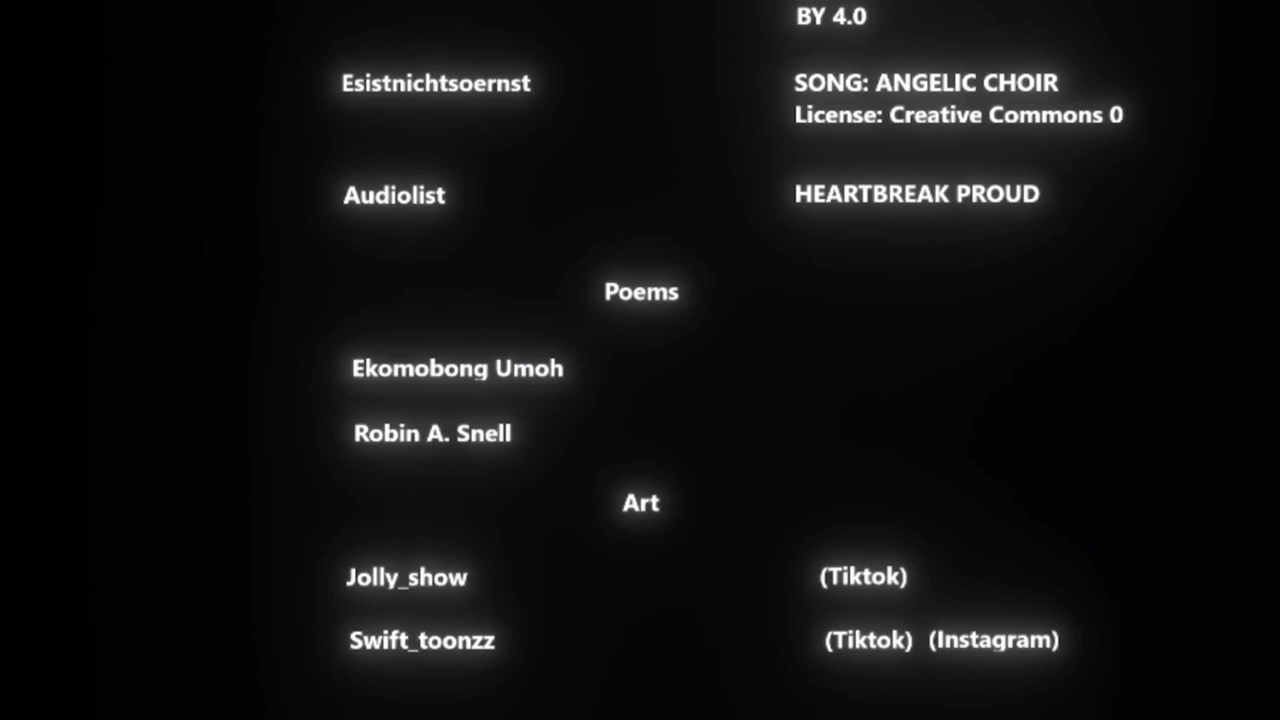 BY 4.0
Esistnichtsoernst SONG: ANGELIC CHOIR
License: Creative Commons 0
Audiolist HEARTBREAK PROUD
Poems
Ekomobong Umoh
Robin A. Snell
Art
Jolly_show (Tiktok)
Swift_toonzz (Tiktok) (Instagram)